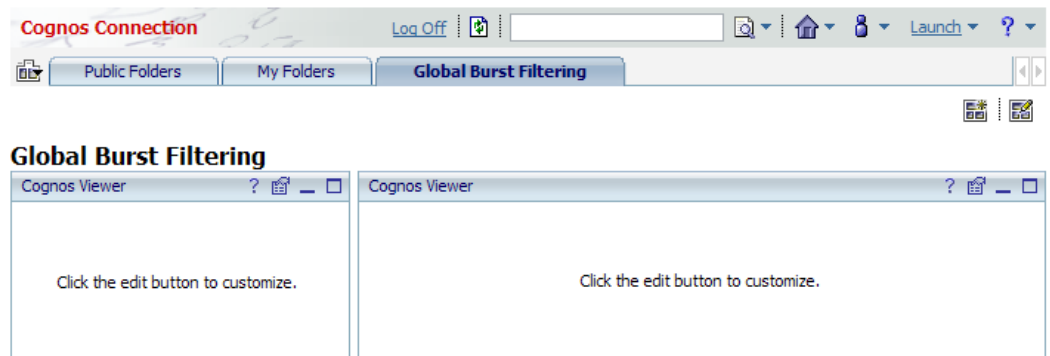 Cognos Connection Log Off Launch ?
Public Folders My Folders Global Burst Filtering
Global Burst Filtering
Cognos Viewer ? Cognos Viewer ?
Click the edit button to customize. Click the edit button to customize.